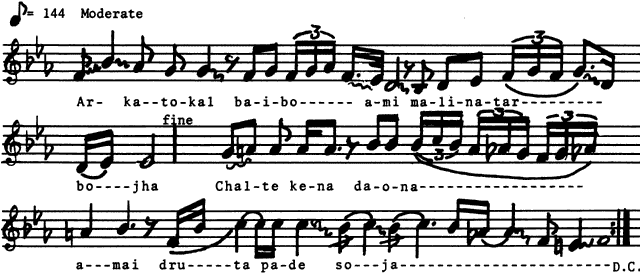 ♪= 144 Moderate
3 3
Ar- ka--to-kal ba-i-bo------ a-mi ma-li-na-tar----------
fine
3 3 3
bo----jha Chal-te ke-na da-o-na--------------------
a---mai dru-----ta pa-de so---ja--------------------------D.C.